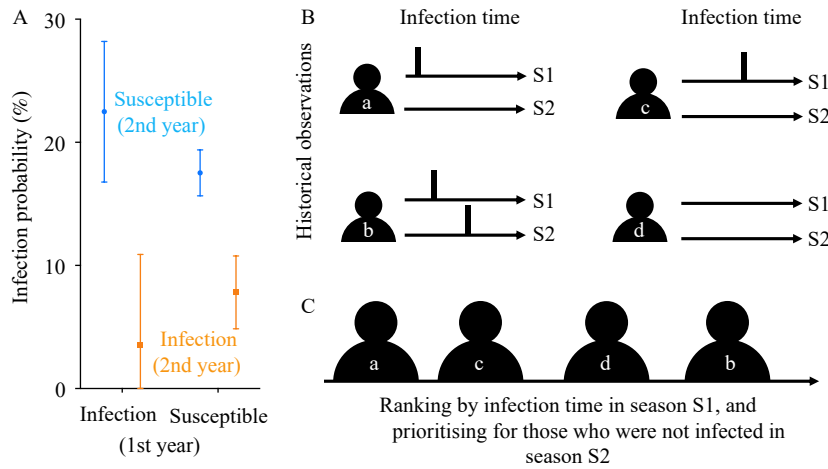 A
Infection probability (%)
30
20
10
0
Susceptible
(2nd year)
Infection
(2nd year)
Infection
Susceptible
(1st year)
B
Historical observations
Infection time
Infection time
a
S1
S2
c
S1
S2
b
S1
S2
d
S1
S2
C
a
c
d
b
Ranking by infection time in season S1, and
prioritising for those who were not infected in
season S2